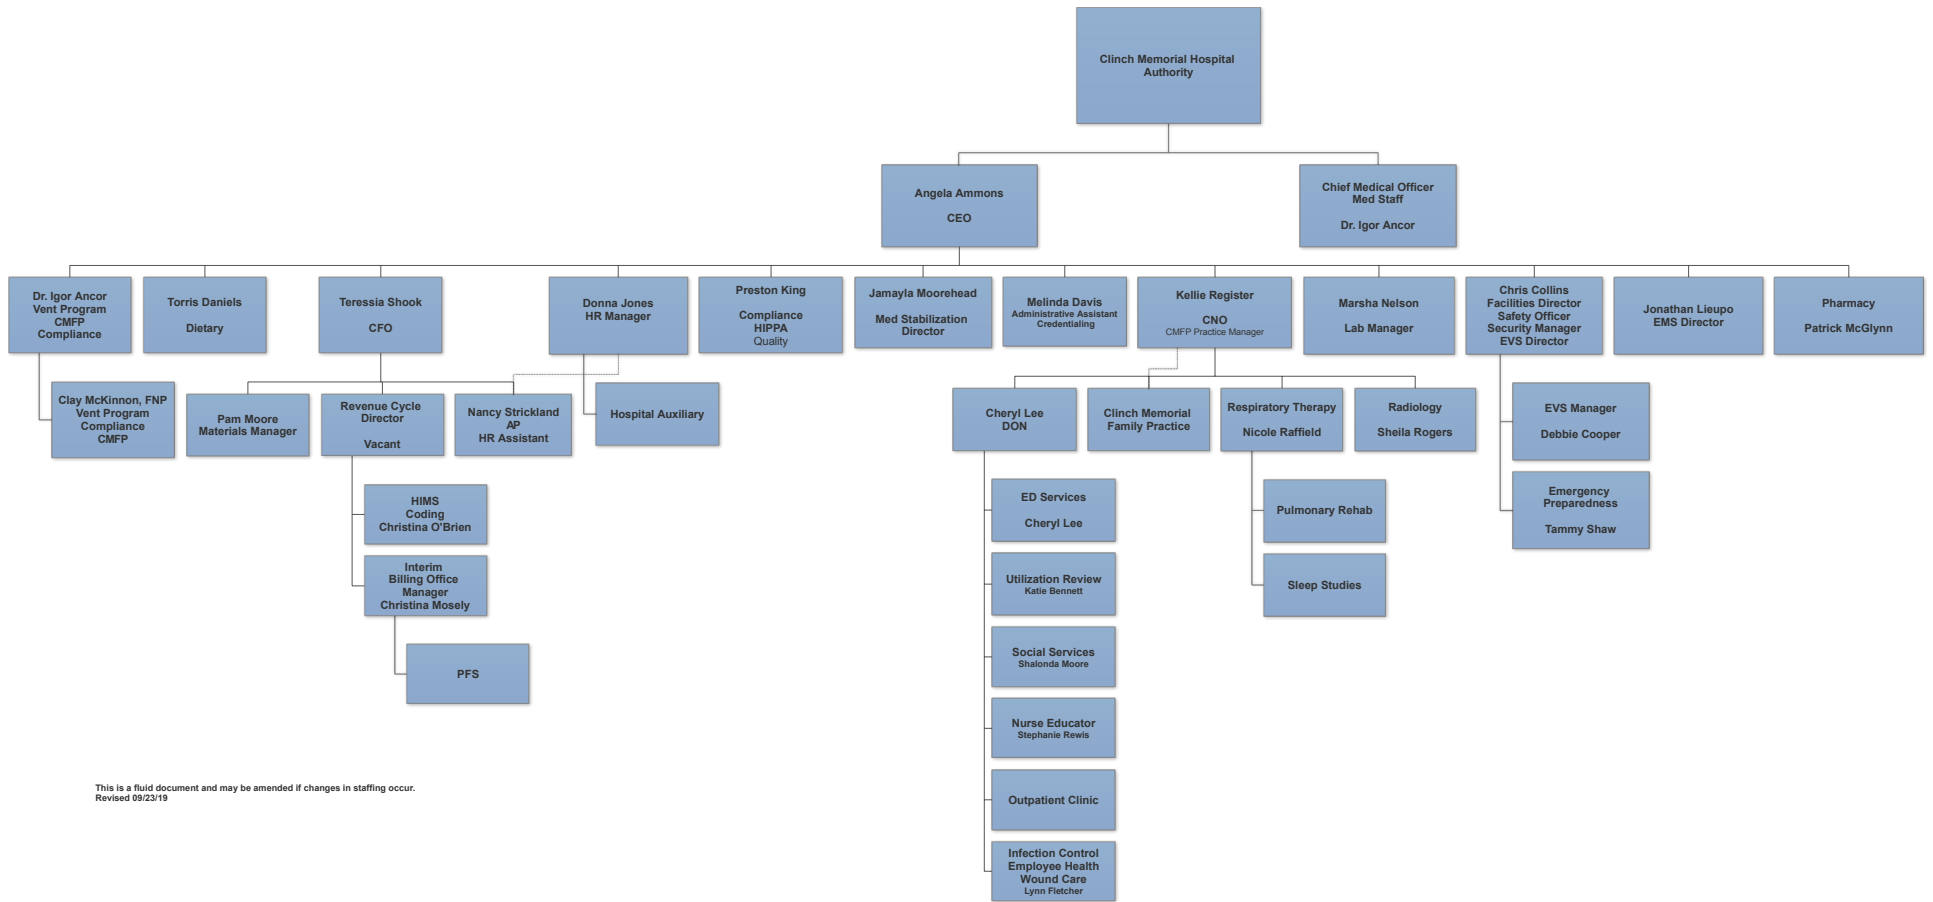 Clinch Memorial Hospital
Authority
Angela Ammons
CEO
Chief Medical Officer
Med Staff
Dr. Igor Ancor
Dr. Igor Ancor
Vent Program
CMFP
Compliance
Torris Daniels
Dietary
Teressia Shook
CFO
Donna Jones
HR Manager
Preston King
Compliance
HIPPA
Quality
Jamayla Moorehead
Med Stabilization
Director
Melinda Davis
Administrative Assistant
Credentialing
Kellie Register
CNO
CMFP Practice Manager
Marsha Nelson
Lab Manager
Chris Collins
Facilities Director
Safety Officer
Security Manager
EVS Director
Jonathan Lieupo
EMS Director
Pharmacy
Patrick McGlynn
Clay McKinnon, FNP
Vent Program
Compliance
CMFP
Pam Moore
Materials Manager
Revenue Cycle
Director
Vacant
Nancy Strickland
AP
HR Assistant
Hospital Auxiliary
Cheryl Lee
DON
Clinch Memorial
Family Practice
Respiratory Therapy
Nicole Raffield
Radiology
Sheila Rogers
EVS Manager
Debbie Cooper
HIMS
Coding
Christina O'Brien
ED Services
Cheryl Lee
Pulmonary Rehab
Emergency
Preparedness
Tammy Shaw
Interim
Billing Office
Manager
Christina Mosely
Utilization Review
Katie Bennett
Sleep Studies
PFS
Social Services
Shalonda Moore
Nurse Educator
Stephanie Rewis
This is a fluid document and may be amended if changes in staffing occur.
Revised 09/23/19
Outpatient Clinic
Infection Control
Employee Health
Wound Care
Lynn Fletcher